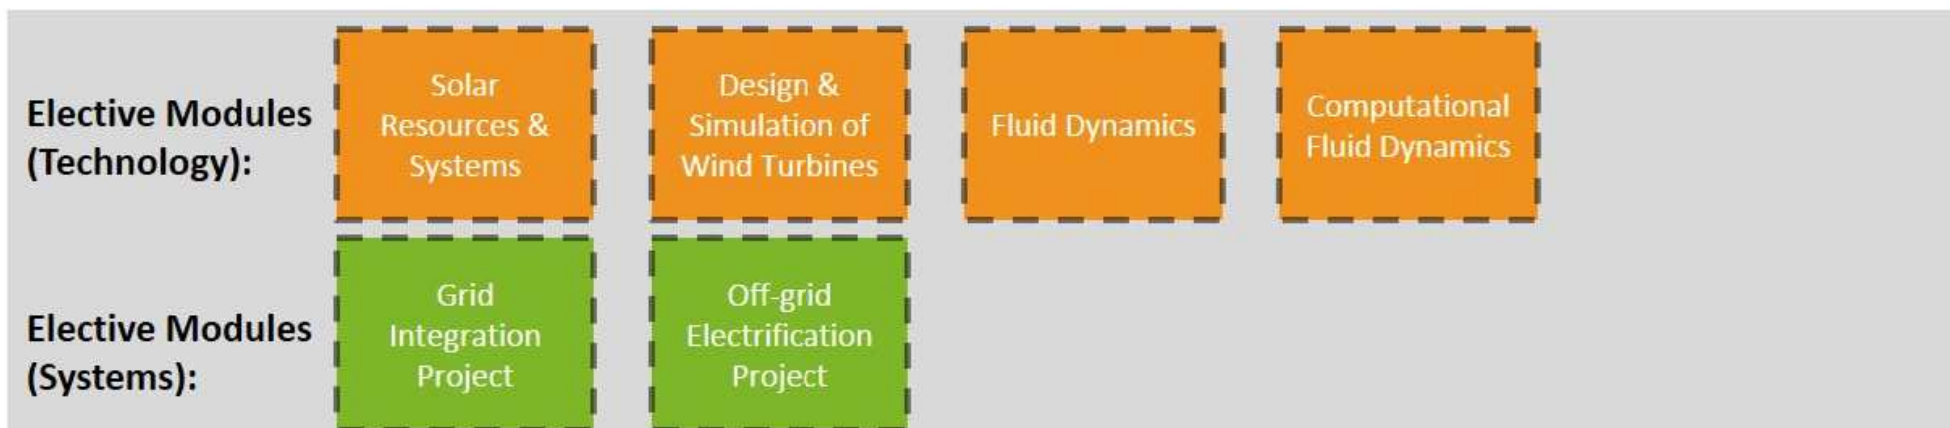 Elective Modules
(Technology):
Solar
Resources &
Systems
Design &
Simulation of
Wind Turbines
Fluid Dynamics
Computational
Fluid Dynamics
Elective Modules
(Systems):
Grid
Integration
Project
Off-grid
Electrification
Project